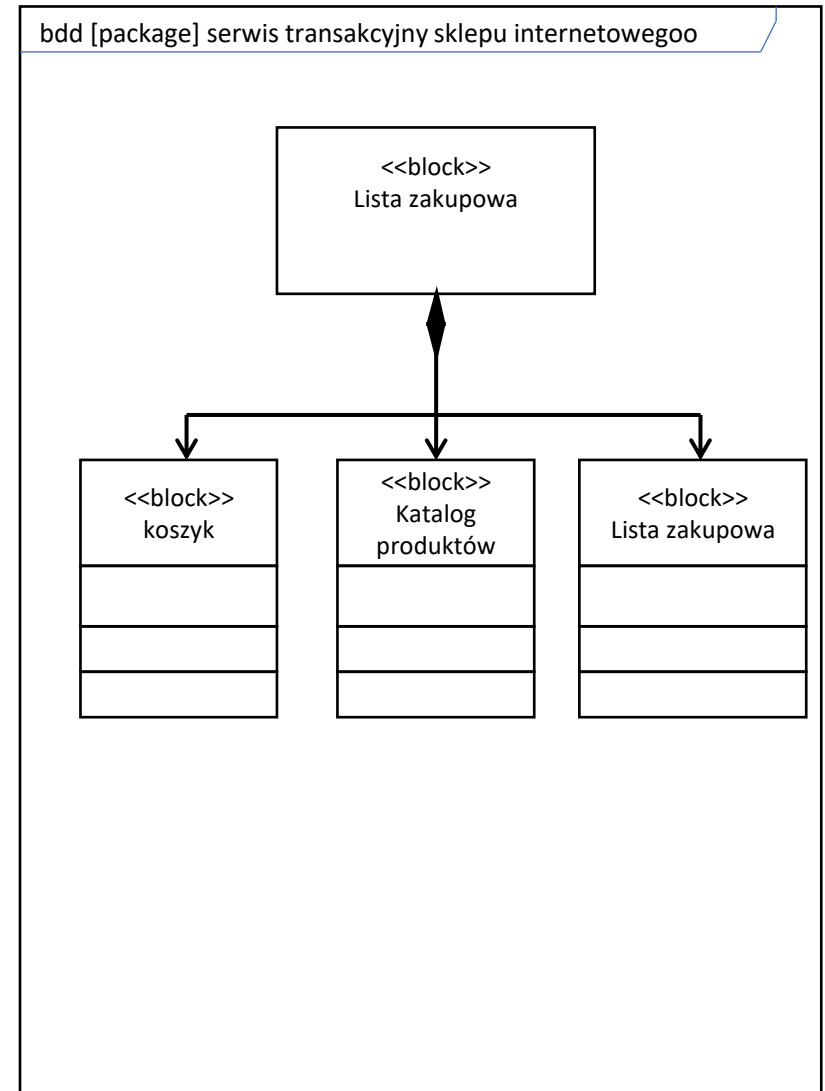 bdd [package] serwis transakcyjny sklepu internetowegoo
<<block>>
Lista zakupowa
<<block>>
koszyk
<<block>>
Katalog
produktów
<<block>>
Lista zakupowa